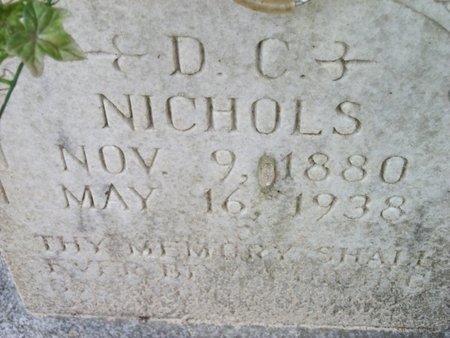 D. C.
NICHOLS
NOV. 9, 1880
MAY 16, 1938
THY MEMORY SHALL
EVER BE